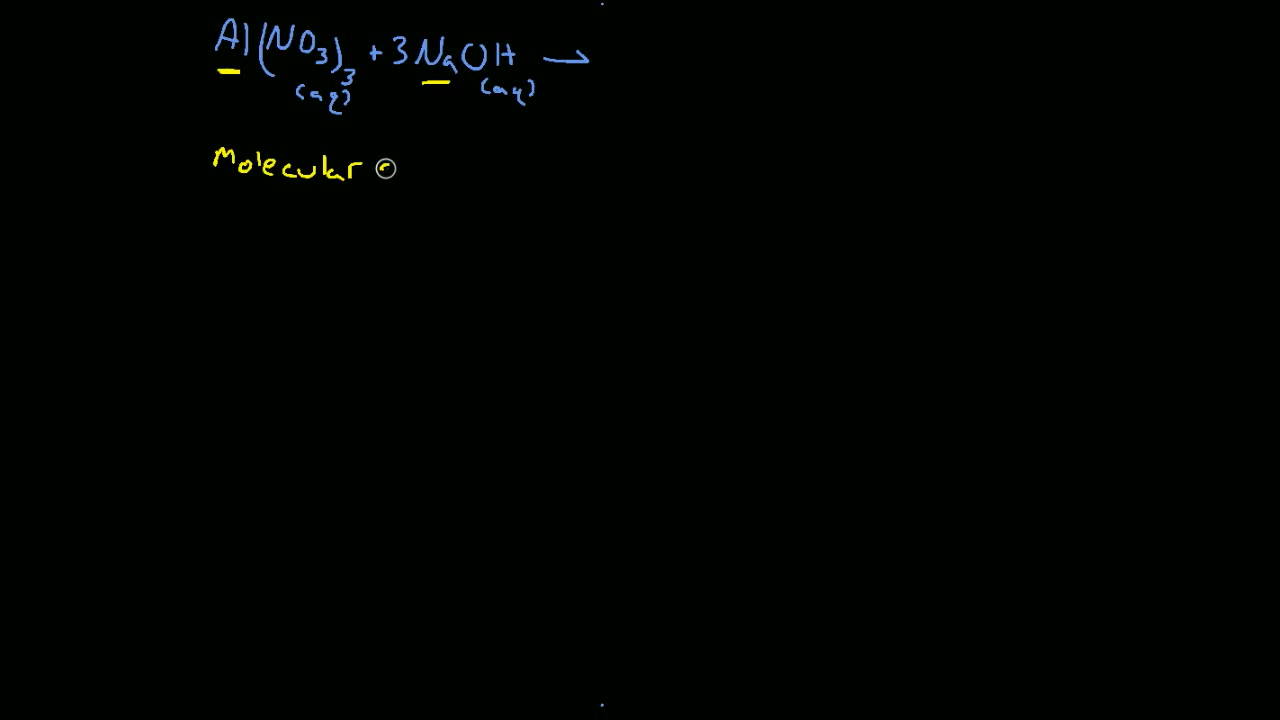 Al(NO₃)₃ + 3NaOH →
(aq) (aq)
Molecular